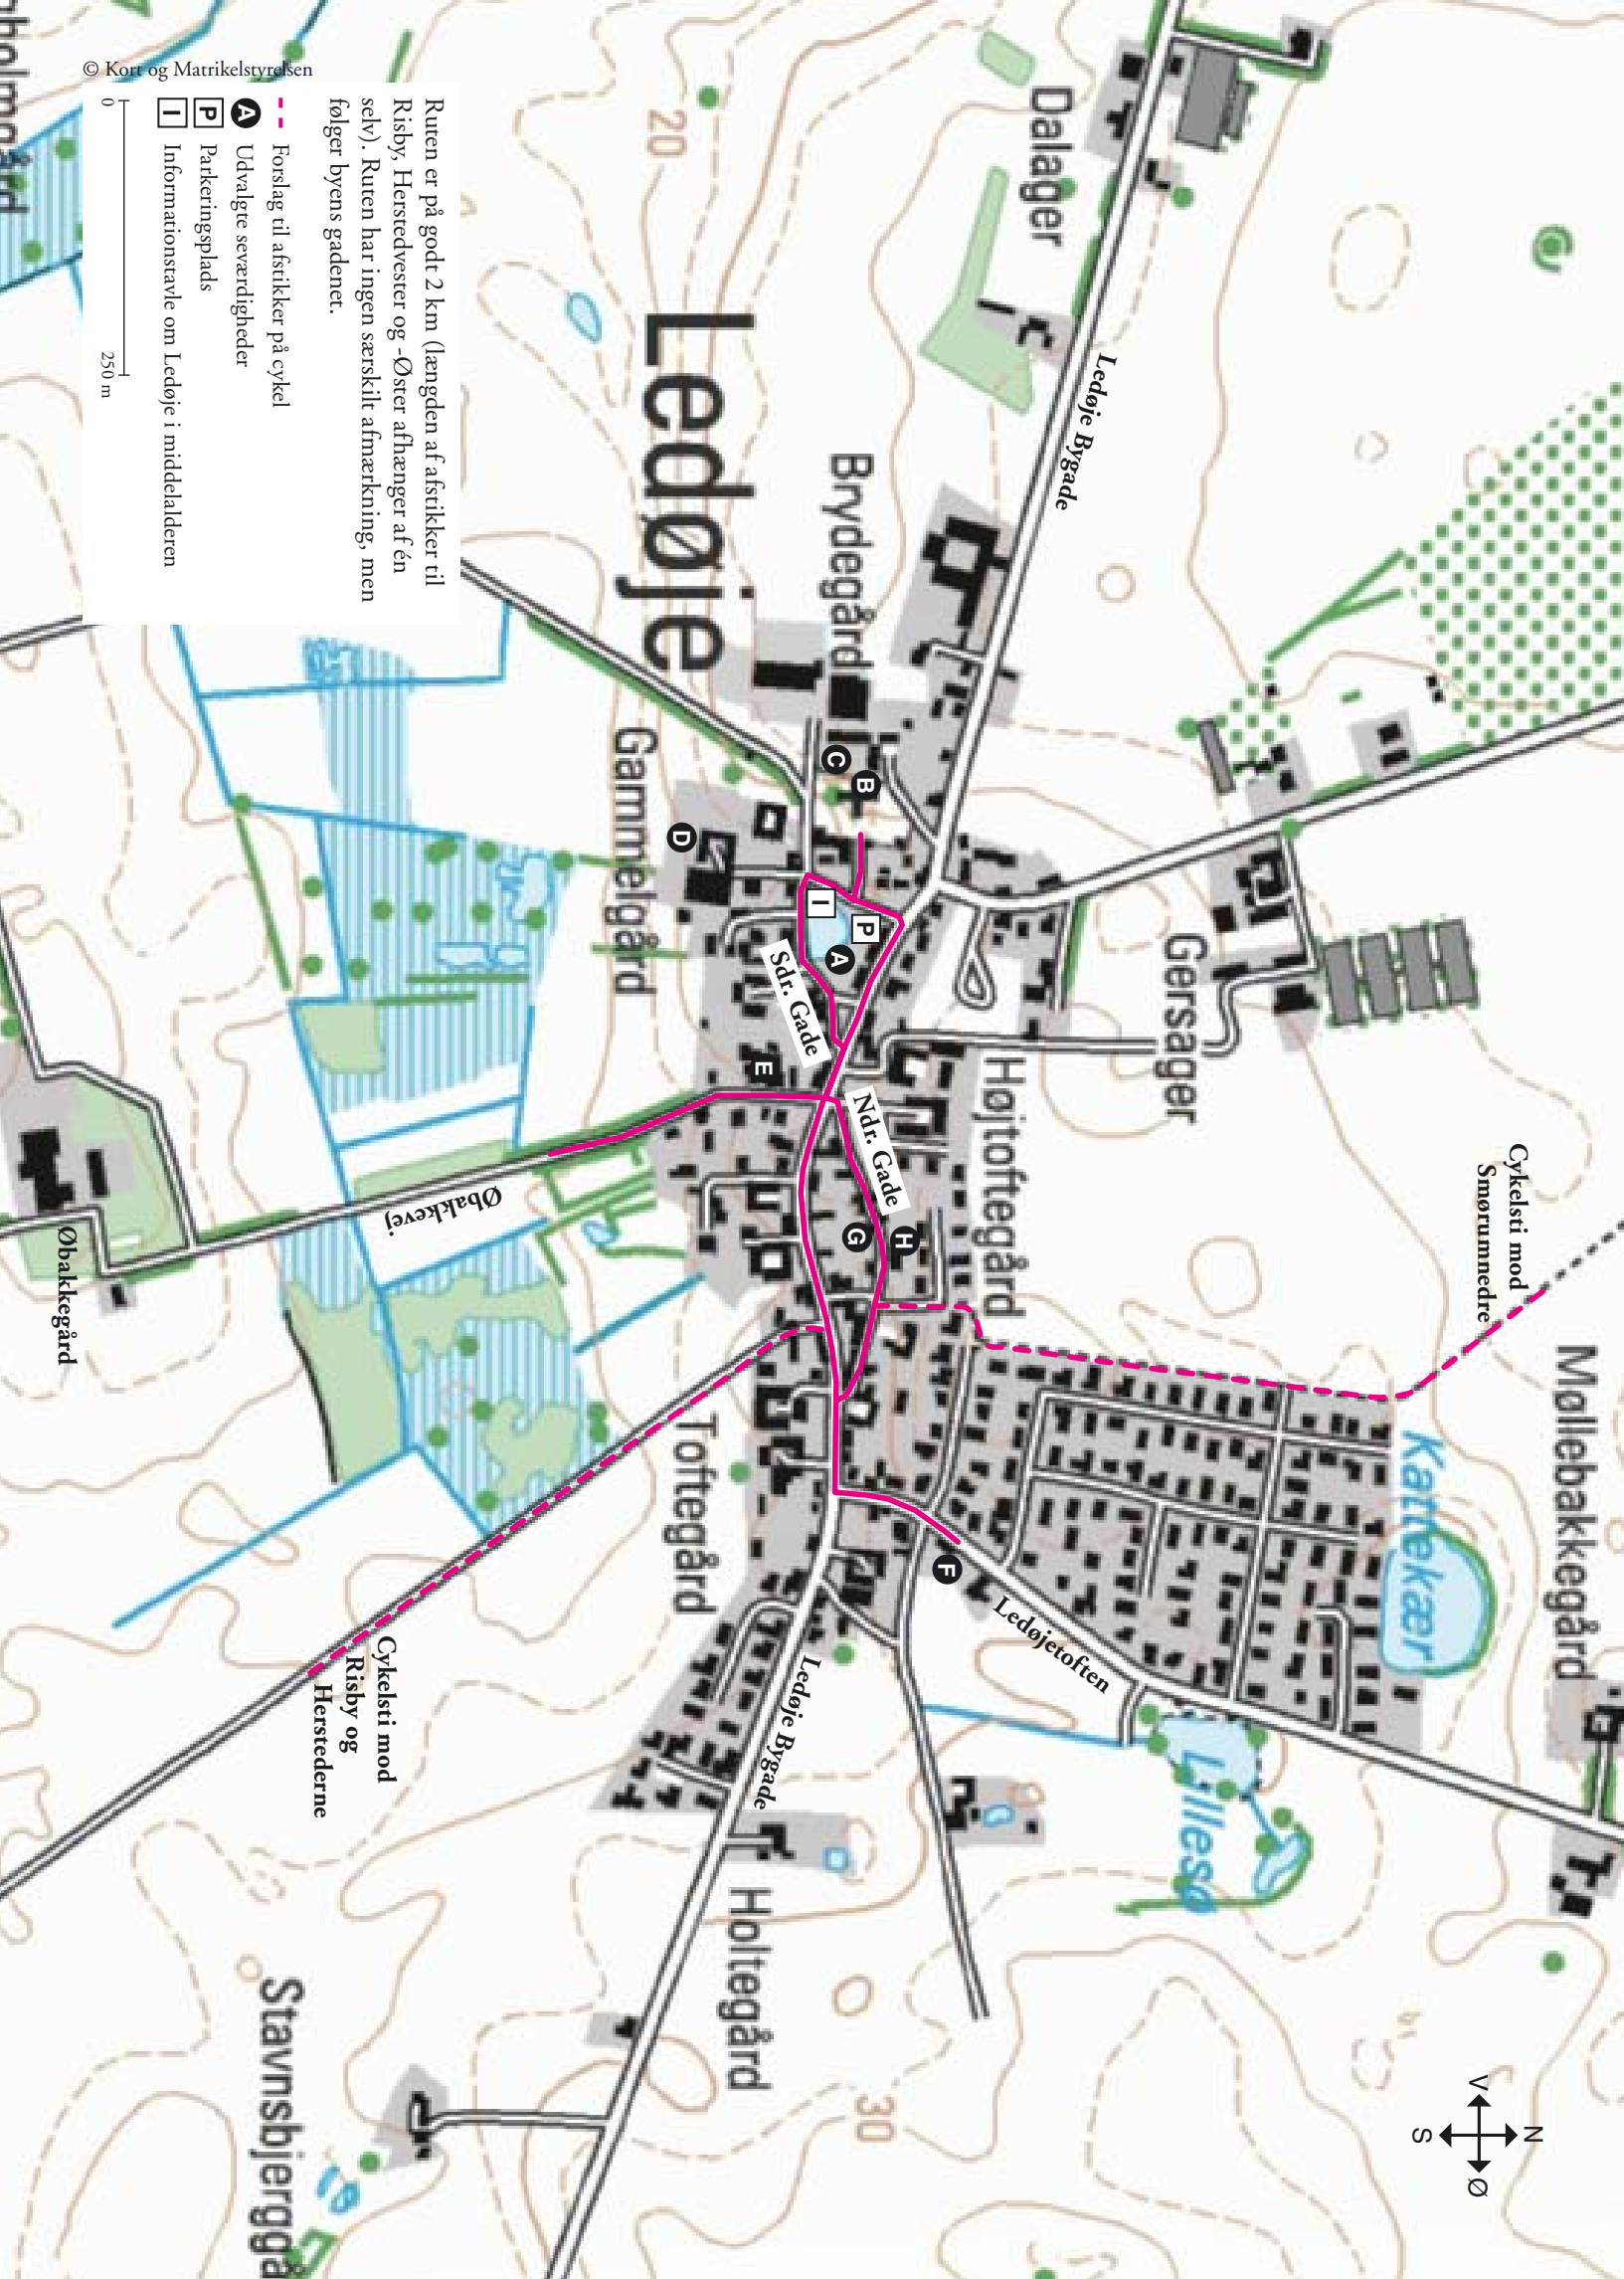 Ruten er på godt 2 km (længden af afstikker til
Risby, Herstedvester og -Øster afhænger af én
selv). Ruten har ingen særskilt afmærkning, men
følger byens gadenet.
Forslag til afstikker på cykel
A Udvalgte seværdigheder
P Parkeringsplads
I Informationstavle om Ledøje i middelalderen
0 250 m
© Kort og Matrikelstyrelsen
Dalager
Ledøje Bygade
20
Ledøje
Brydegård
Gammelgård
Gersager
Højtoftegård
Cykelsti mod
Smørumnedre
Møllebakkegård
Kattekær
Lillesø
Ledøjetoften
Sdr. Gade
Ndr. Gade
C
B
D
I
P
A
E
G
H
F
Øbakkevej
Øbakkegård
Toftegård
Cykelsti mod
Risby og
Herstederne
Ledøje Bygade
Holtegård
30
Stavnsbjerggå
N
V Ø
S